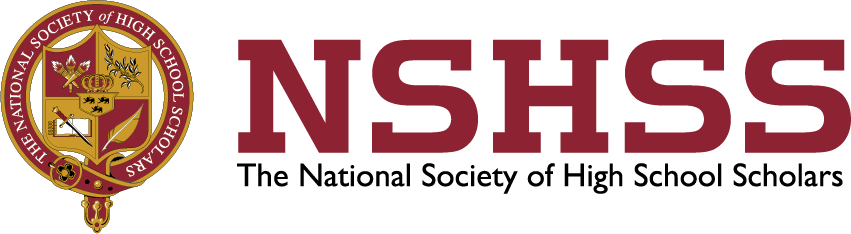 THE NATIONAL SOCIETY of HIGH SCHOOL SCHOLARS
NSHSS
The National Society of High School Scholars